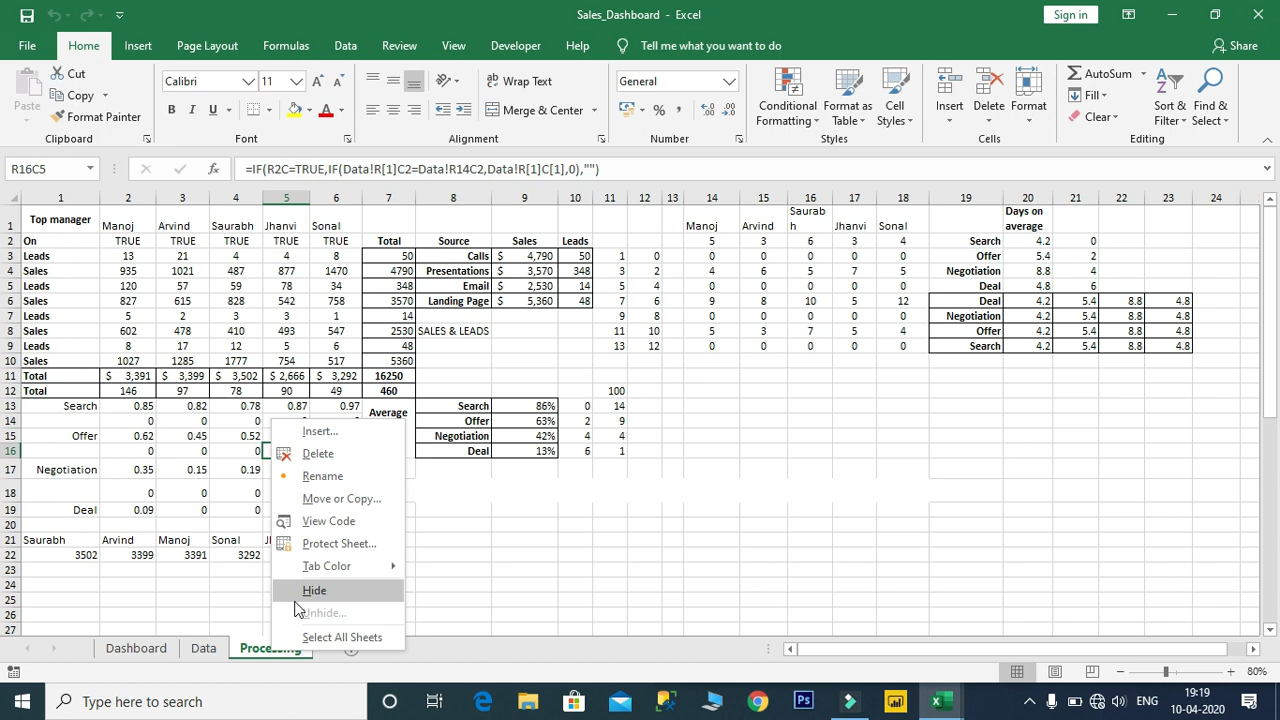 Sales_Dashboard - Excel
Sign in
File Home Insert Page Layout Formulas Data Review View Developer Help Tell me what you want to do Share
Paste
Cut
Copy
Format Painter
Clipboard
Calibri 11
B I U
Font
Wrap Text
Merge & Center
Alignment
General
Number
Conditional Formatting
Format as Table
Cell Styles
Styles
Insert Delete Format
Cells
AutoSum
Fill
Clear
Sort & Filter
Find & Select
Editing
R16C5 =IF(R2C=TRUE,IF(Data!R[1]C2=Data!R14C2,Data!R[1]C[1],0),"")
1 2 3 4 5 6 7 8 9 10 11 12 13 14 15 16 17 18 19 20 21 22 23 24
1 Top manager Manoj Arvind Saurabh Jhanvi Sonal Manoj Arvind Saurab h Jhanvi Sonal Days on average
2 On TRUE TRUE TRUE TRUE TRUE Total Source Sales Leads 5 3 6 3 4 Search 4.2 0
3 Leads 13 21 4 4 8 50 Calls $ 4,790 50 1 0 0 0 0 0 0 Offer 5.4 2
4 Sales 935 1021 487 877 1470 4790 Presentations $ 3,570 348 3 2 4 6 5 7 5 Negotiation 8.8 4
5 Leads 120 57 59 78 34 348 Email $ 2,530 14 5 4 0 0 0 0 0 Deal 4.8 6
6 Sales 827 615 828 542 758 3570 Landing Page $ 5,360 48 7 6 9 8 10 5 12 Deal 4.2 5.4 8.8 4.8
7 Leads 5 2 3 3 1 14 9 8 0 0 0 0 0 Negotiation 4.2 5.4 8.8 4.8
8 Sales 602 478 410 493 547 2530 SALES & LEADS 11 10 5 3 7 5 4 Offer 4.2 5.4 8.8 4.8
9 Leads 8 17 12 5 6 48 13 12 0 0 0 0 0 Search 4.2 5.4 8.8 4.8
10 Sales 1027 1285 1777 754 517 5360
11 Total $ 3,391 $ 3,399 $ 3,502 $ 2,666 $ 3,292 16250
12 Total 146 97 78 90 49 460 100
13 Search 0.85 0.82 0.78 0.87 0.97 Average Search 86% 0 14
14 0 0 0 Offer 63% 2 9
15 Offer 0.62 0.45 0.52 Negotiation 42% 4 4
16 0 0 0 Deal 13% 6 1
17 Negotiation 0.35 0.15 0.19
18 0 0 0
19 Deal 0.09 0 0
20
21 Saurabh Arvind Manoj Sonal
22 3502 3399 3391 3292
23
24
25
26
27
Insert...
Delete
Rename
Move or Copy...
View Code
Protect Sheet...
Tab Color
Hide
Unhide...
Select All Sheets
Dashboard Data Processing
80%
Type here to search
Ps
ENG
19:19
10-04-2020